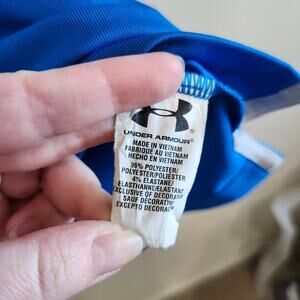 UNDER ARMOUR
MADE IN VIETNAM
FABRIQUÉ AU VIETNAM
HECHO EN VIETNAM
96% POLYESTER/
POLYESTER/POLIÉSTER
4% ELASTANE/
ELASTHANNE/ELASTANO
EXCLUSIVE OF DECORATION
SAUF DÉCORATION
EXCEPTO DECORACIÓN